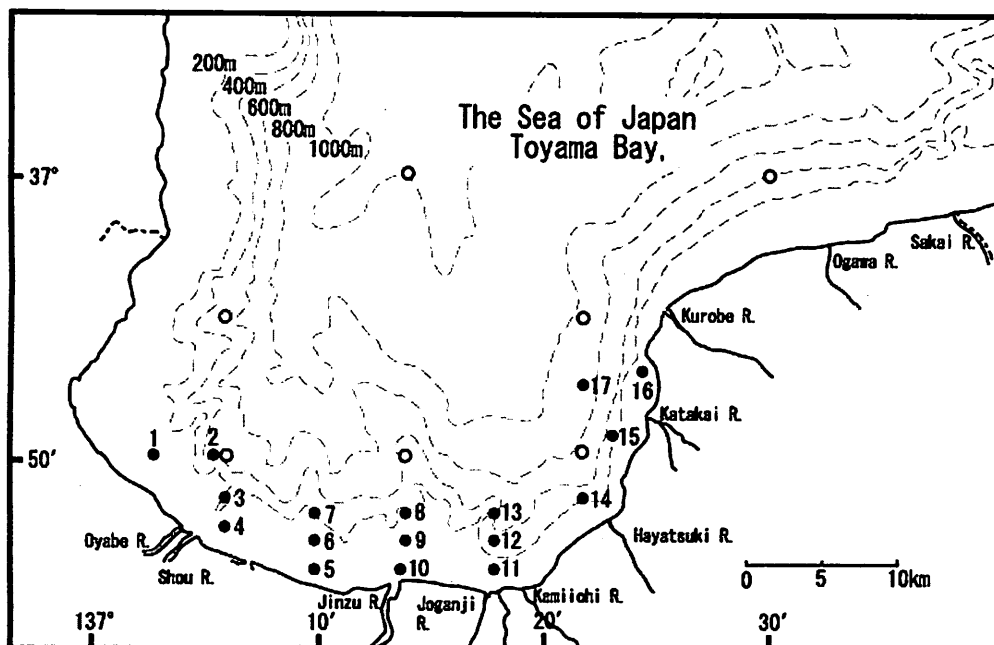 200m
400m
600m
800m
1000m
The Sea of Japan
Toyama Bay.
37°
Sakai R.
Ogawa R.
Kurobe R.
17
16
Katakai R.
15
1
2
50'
3
14
4
7
8
13
Oyabe R.
6
9
12
Hayatsuki R.
Shou R.
5
10
11
0 5 10km
Jinzu R.
Joganji
R.
Kamiichi R.
137°
10'
20'
30'